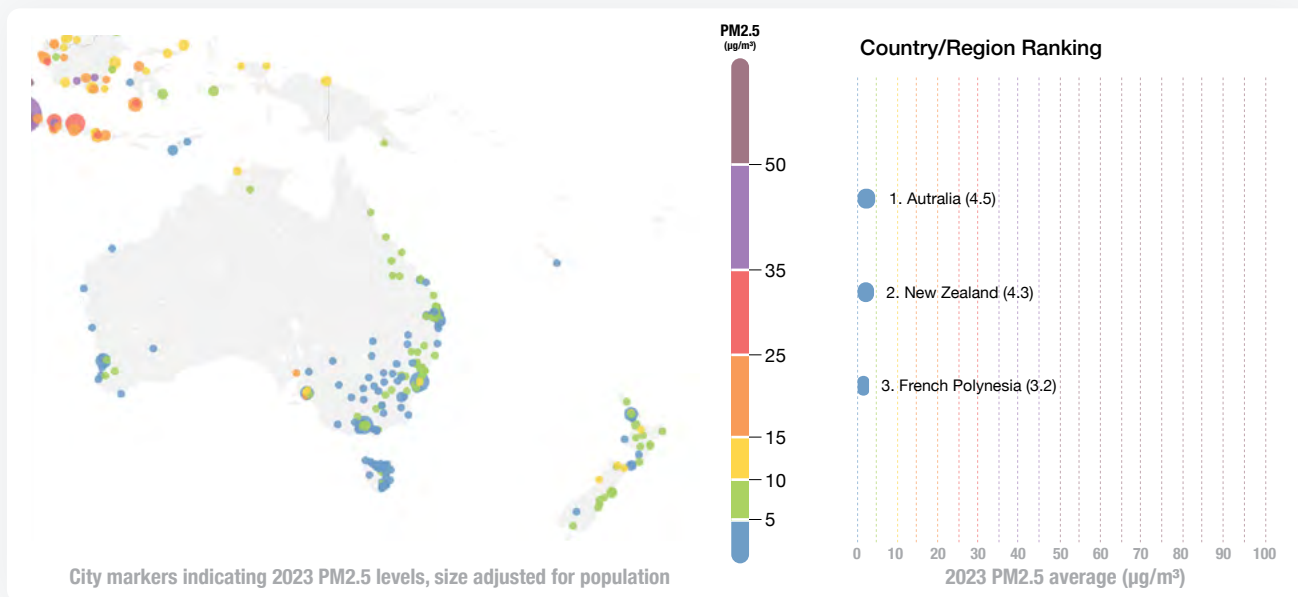 PM2.5
(µg/m³)
50
35
25
15
10
5
City markers indicating 2023 PM2.5 levels, size adjusted for population
Country/Region Ranking
1. Autralia (4.5)
2. New Zealand (4.3)
3. French Polynesia (3.2)
0 10 20 30 40 50 60 70 80 90 100
2023 PM2.5 average (µg/m³)